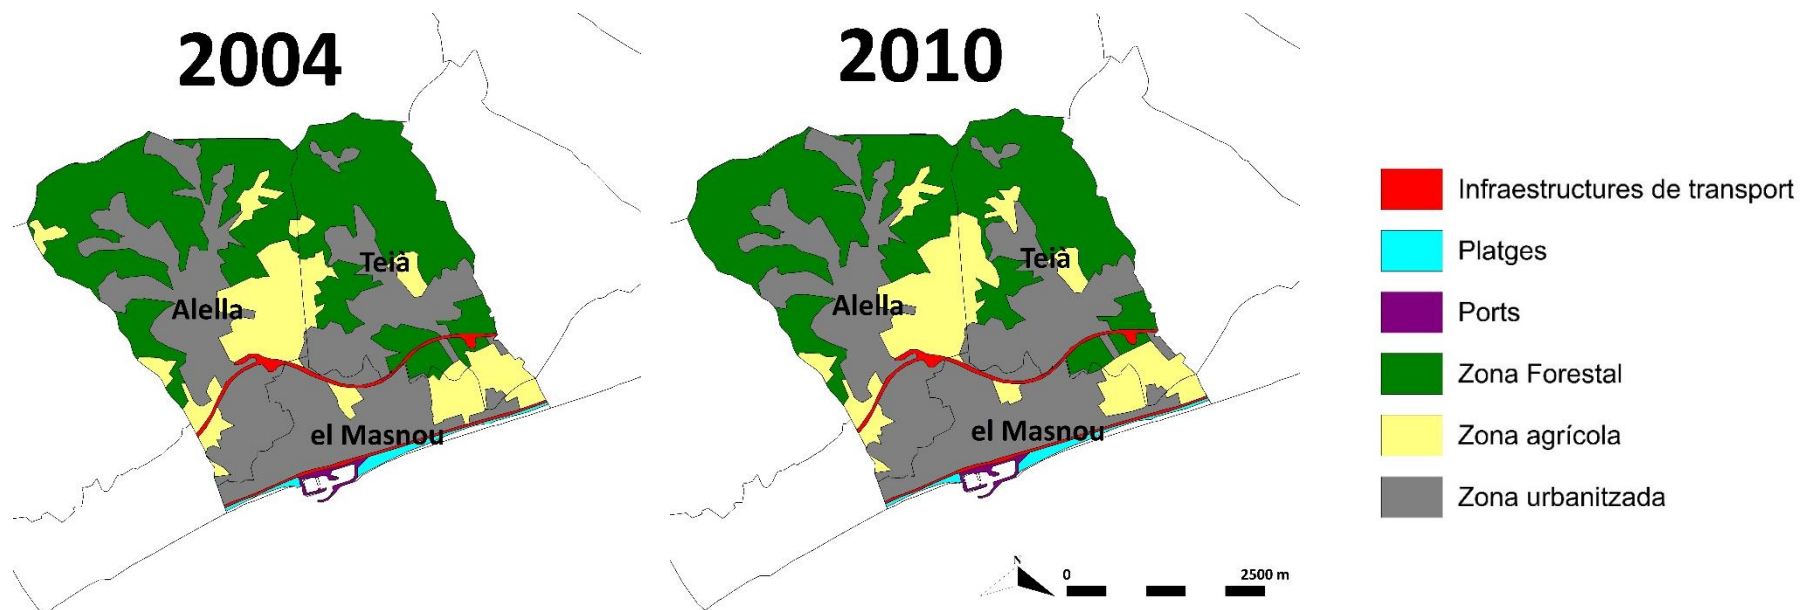 2004
2010
Teià
Alella
el Masnou
Teià
Alella
el Masnou
Infraestructures de transport
Platges
Ports
Zona Forestal
Zona agrícola
Zona urbanitzada
N
0
2500 m